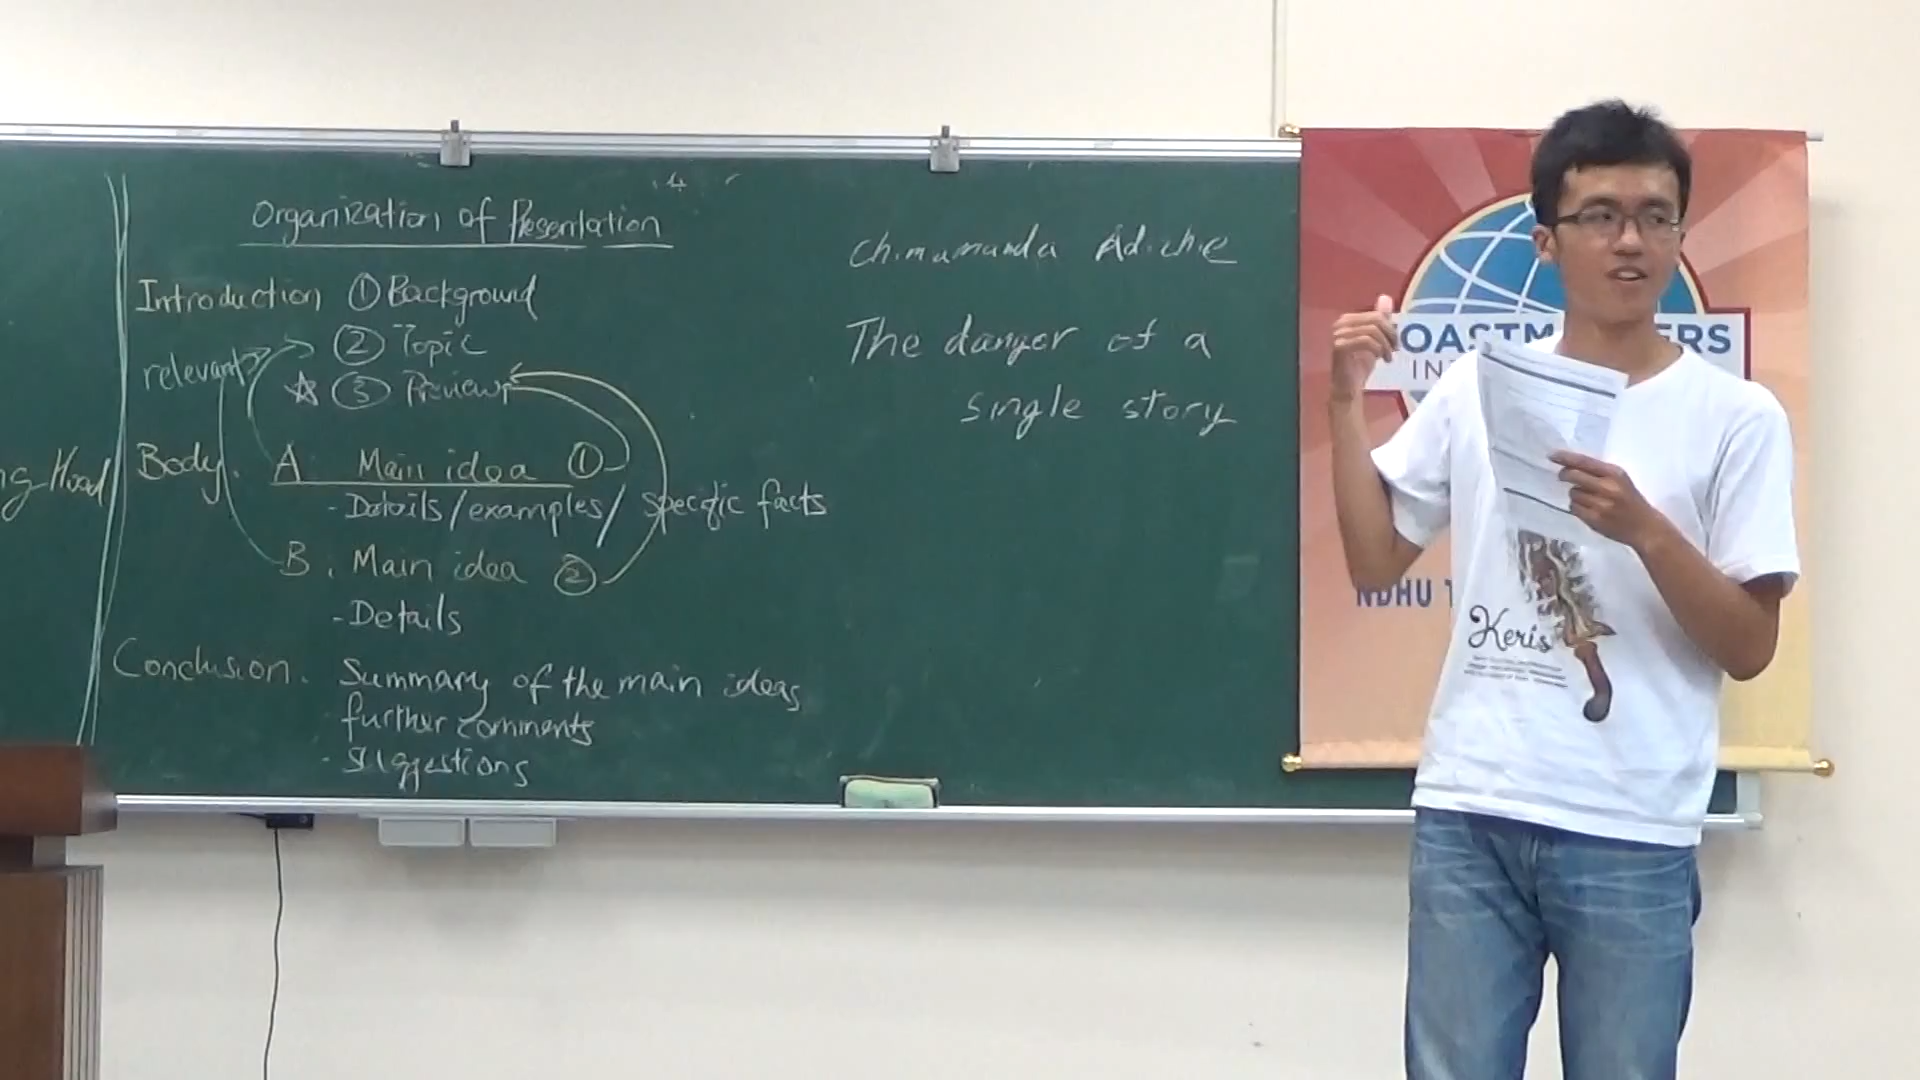 Organization of Presentation
Introduction ① Background
② Topic
relevant
☆ ③ Preview
Body. A. Main idea ①
- Details/examples/ specific facts
B. Main idea ②
- Details
Conclusion. Summary of the main ideas
further comments
- suggestions
Chimamanda Adichie
The danger of a
single story
NDHU
Keris